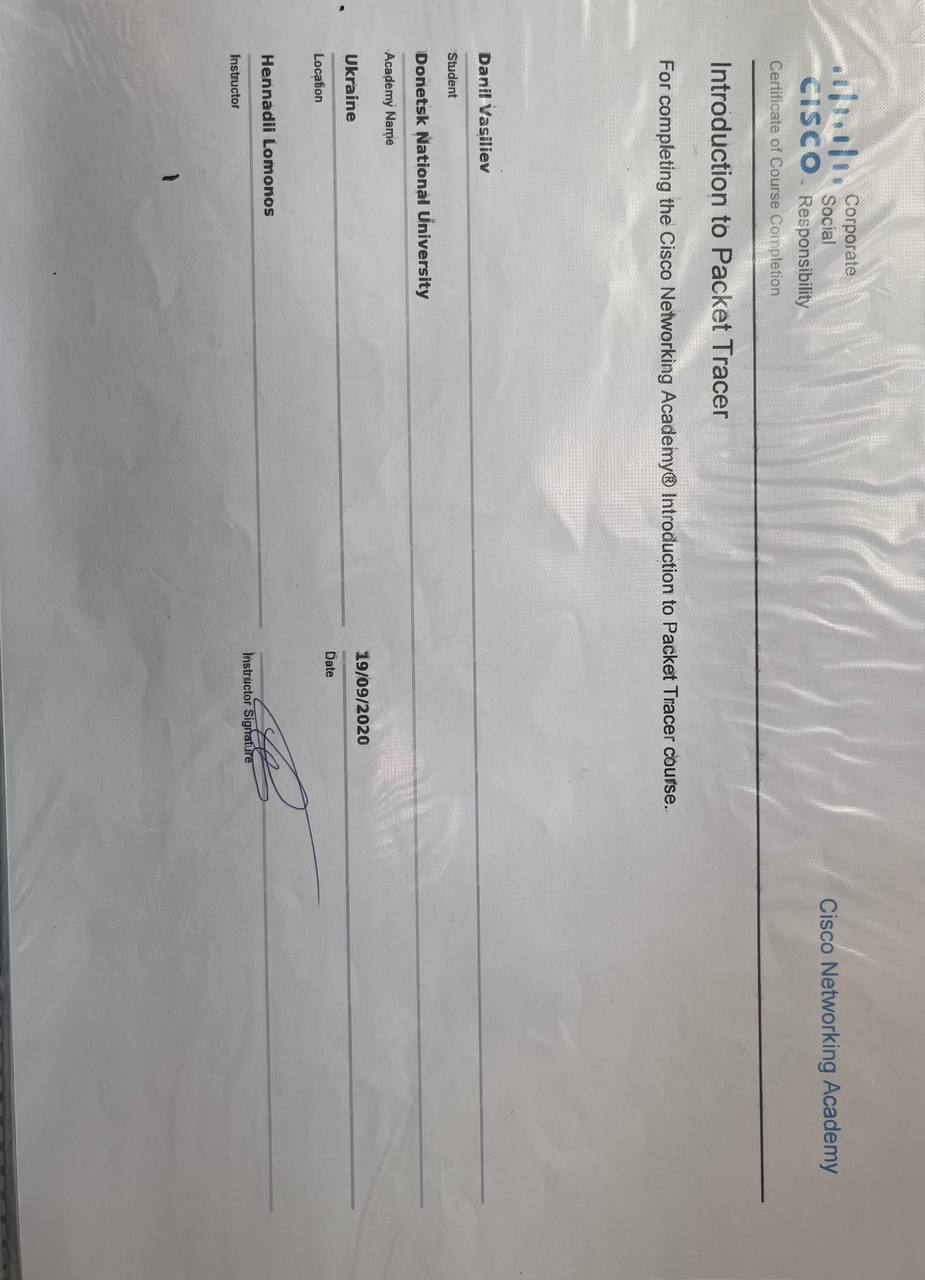 Corporate
Social
CISCO Responsibility
Cisco Networking Academy
Certificate of Course Completion
Introduction to Packet Tracer
For completing the Cisco Networking Academy® Introduction to Packet Tracer course.
Danil Vasiliev
Student
Donetsk National University
Academy Name
Ukraine
19/09/2020
Location
Date
Hennadii Lomonos
Instructor
Instructor Signature